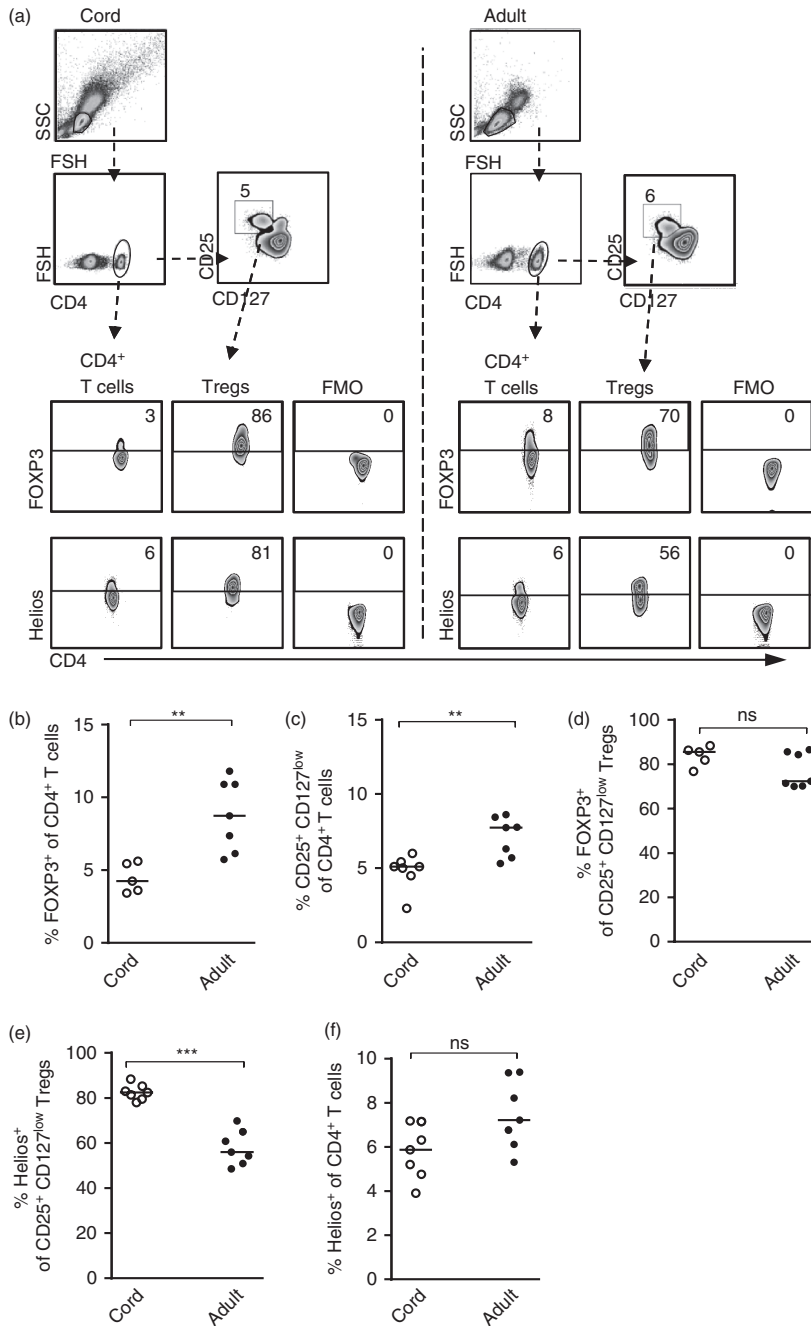 (a)
Cord
Adult
SSC
FSH
FSH
CD4
5
CD25
CD127
SSC
FSH
FSH
CD4
6
CD25
CD127
CD4+
T cells
Tregs
FMO
CD4+
T cells
Tregs
FMO
FOXP3
3
86
0
FOXP3
8
70
0
Helios
6
81
0
Helios
6
56
0
CD4
(b)
**
% FOXP3+ of CD4+ T cells
15
10
5
0
Cord
Adult
(c)
**
% CD25+ CD127low
of CD4+ T cells
15
10
5
0
Cord
Adult
(d)
ns
% FOXP3+
of CD25+ CD127low Tregs
100
80
60
40
20
0
Cord
Adult
(e)
***
% Helios+
of CD25+ CD127low Tregs
100
80
60
40
20
0
Cord
Adult
(f)
ns
% Helios+ of CD4+ T cells
10
8
6
4
2
0
Cord
Adult